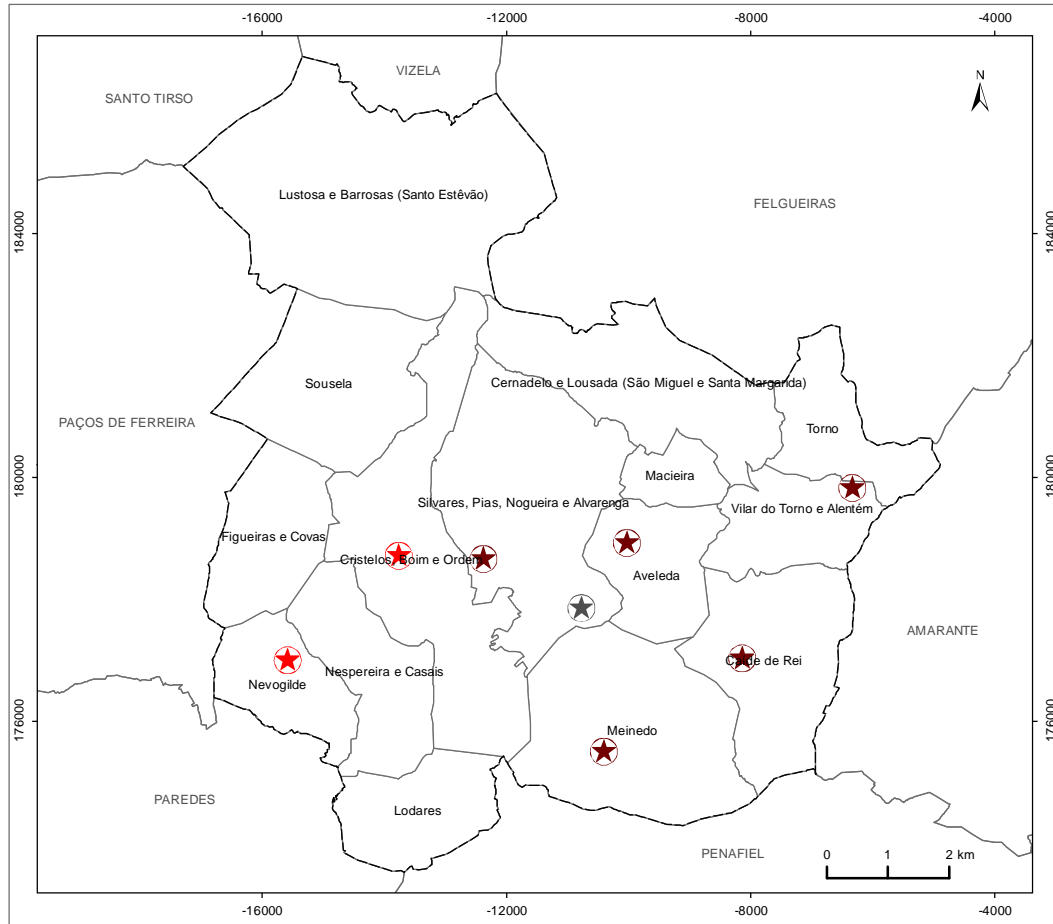 -16000
-12000
-8000
-4000
VIZELA
SANTO TIRSO
N
Lustosa e Barrosas (Santo Estêvão)
FELGUEIRAS
184000
184000
Sousela
Cernadelo e Lousada (São Miguel e Santa Margarida)
PAÇOS DE FERREIRA
Torno
Macieira
180000
180000
Silvares, Pias, Nogueira e Alvarenga
Vilar do Torno e Alentém
Figueiras e Covas
Cristelos, Boim e Ordem
Aveleda
AMARANTE
Caíde de Rei
Nespereira e Casais
Nevogilde
176000
176000
Meinedo
PAREDES
Lodares
PENAFIEL
0 1 2 km
-16000
-12000
-8000
-4000